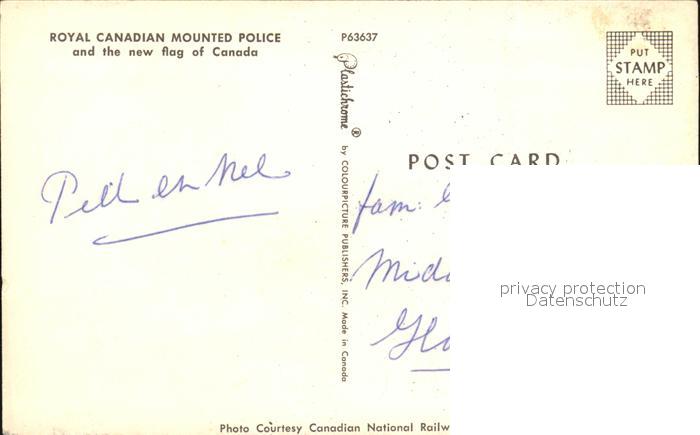 ROYAL CANADIAN MOUNTED POLICE
and the new flag of Canada
P63637
PUT
STAMP
HERE
Plastichrome ®
by COLOURPICTURE PUBLISHERS, INC. Made in Canada
POST CARD
en Nel
fam:
privacy protection
Datenschutz
Photo Courtesy Canadian National Railw